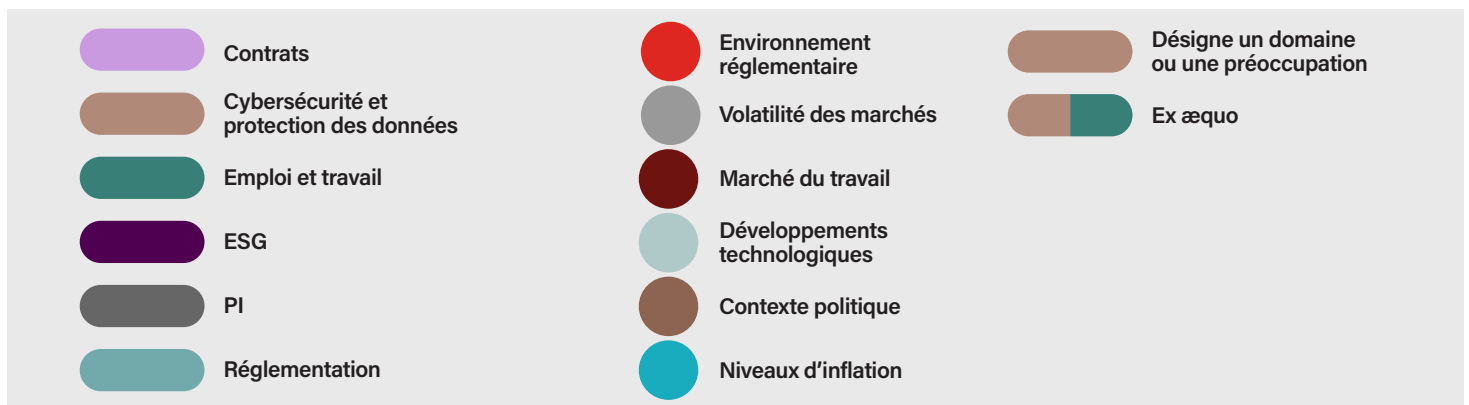 Contrats
Cybersécurité et
protection des données
Emploi et travail
ESG
PI
Réglementation
Environnement
réglementaire
Volatilité des marchés
Marché du travail
Développements
technologiques
Contexte politique
Niveaux d’inflation
Désigne un domaine
ou une préoccupation
Ex æquo